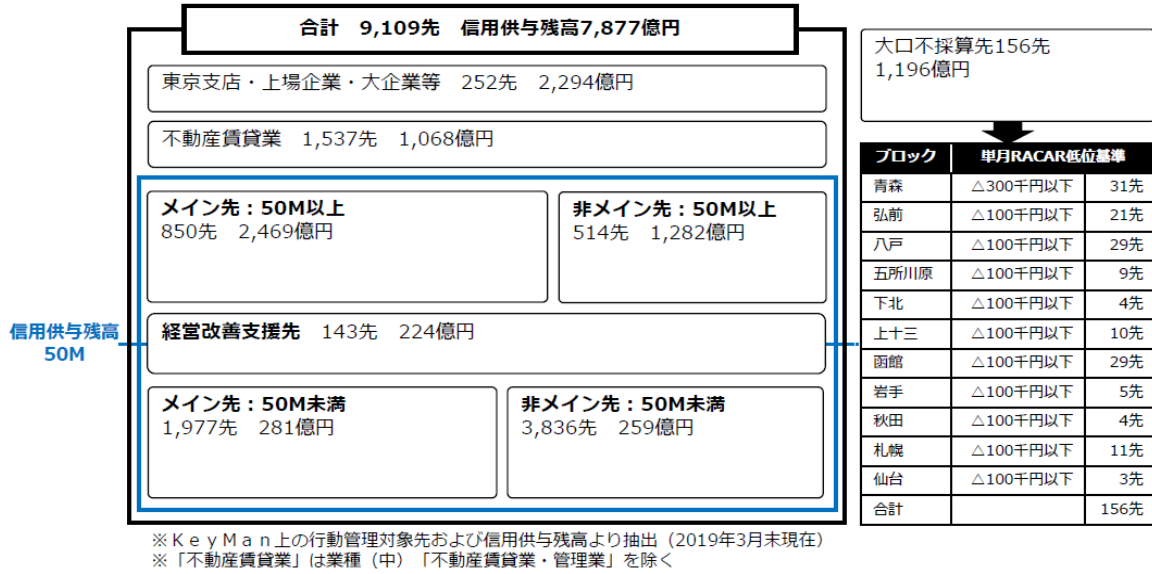 合計　9,109先　信用供与残高7,877億円
東京支店・上場企業・大企業等　252先　2,294億円
不動産賃貸業　1,537先　1,068億円
メイン先：50M以上
850先　2,469億円
非メイン先：50M以上
514先　1,282億円
信用供与残高
50M
経営改善支援先　143先　224億円
メイン先：50M未満
1,977先　281億円
非メイン先：50M未満
3,836先　259億円
大口不採算先156先
1,196億円
ブロック　単月RACAR低位基準
青森　△300千円以下　31先
弘前　△100千円以下　21先
八戸　△100千円以下　29先
五所川原　△100千円以下　9先
下北　△100千円以下　4先
上十三　△100千円以下　10先
函館　△100千円以下　29先
岩手　△100千円以下　5先
秋田　△100千円以下　4先
札幌　△100千円以下　11先
仙台　△100千円以下　3先
合計　156先
※ＫｅｙＭａｎ上の行動管理対象先および信用供与残高より抽出（2019年3月末現在）
※「不動産賃貸業」は業種（中）「不動産賃貸業・管理業」を除く